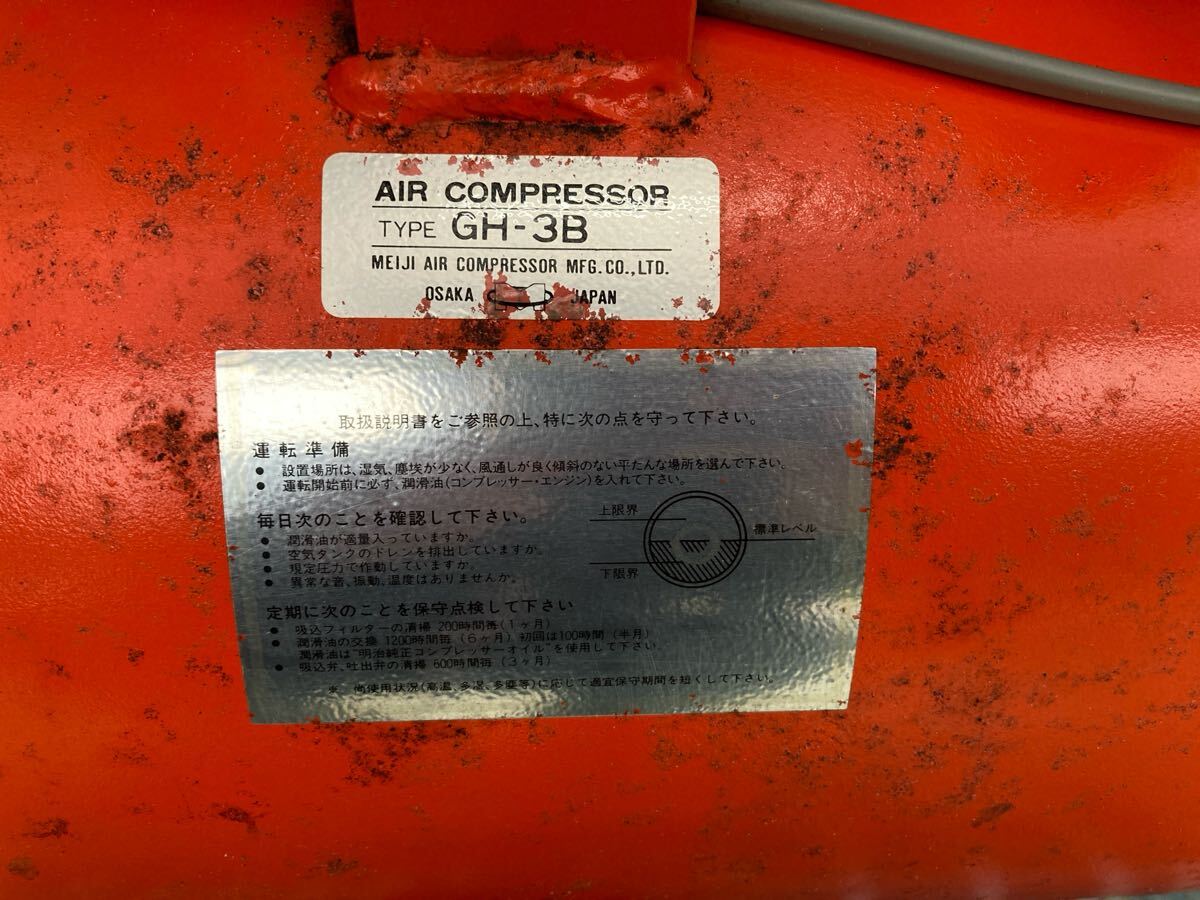 AIR COMPRESSOR
TYPE GH-3B
MEIJI AIR COMPRESSOR MFG.CO.,LTD.
OSAKA JAPAN
取扱説明書をご参照の上、特に次の点を守って下さい。
運転準備
● 設置場所は、湿気、塵埃が少なく、風通しが良く傾斜のない平たんな場所を選んで下さい。
● 運転開始前に必ず、潤滑油(コンプレッサー・エンジン)を入れて下さい。
毎日次のことを確認して下さい。
● 潤滑油が適量入っていますか。
● 空気タンクのドレンを排出していますか。
● 規定圧力で作動していますか。
● 異常な音、振動、温度はありませんか。
上限界
標準レベル
下限界
定期に次のことを保守点検して下さい
● 吸込フィルターの清掃 200時間毎(1ヶ月)
● 潤滑油の交換 1200時間毎(6ヶ月)初回は100時間(半月)
潤滑油は"明治純正コンプレッサーオイル"を使用して下さい。
● 吸込弁、吐出弁の清掃 600時間毎(3ヶ月)
※ 尚使用状況(高温、多湿、多塵等)に応じて適宜保守期間を短くして下さい。